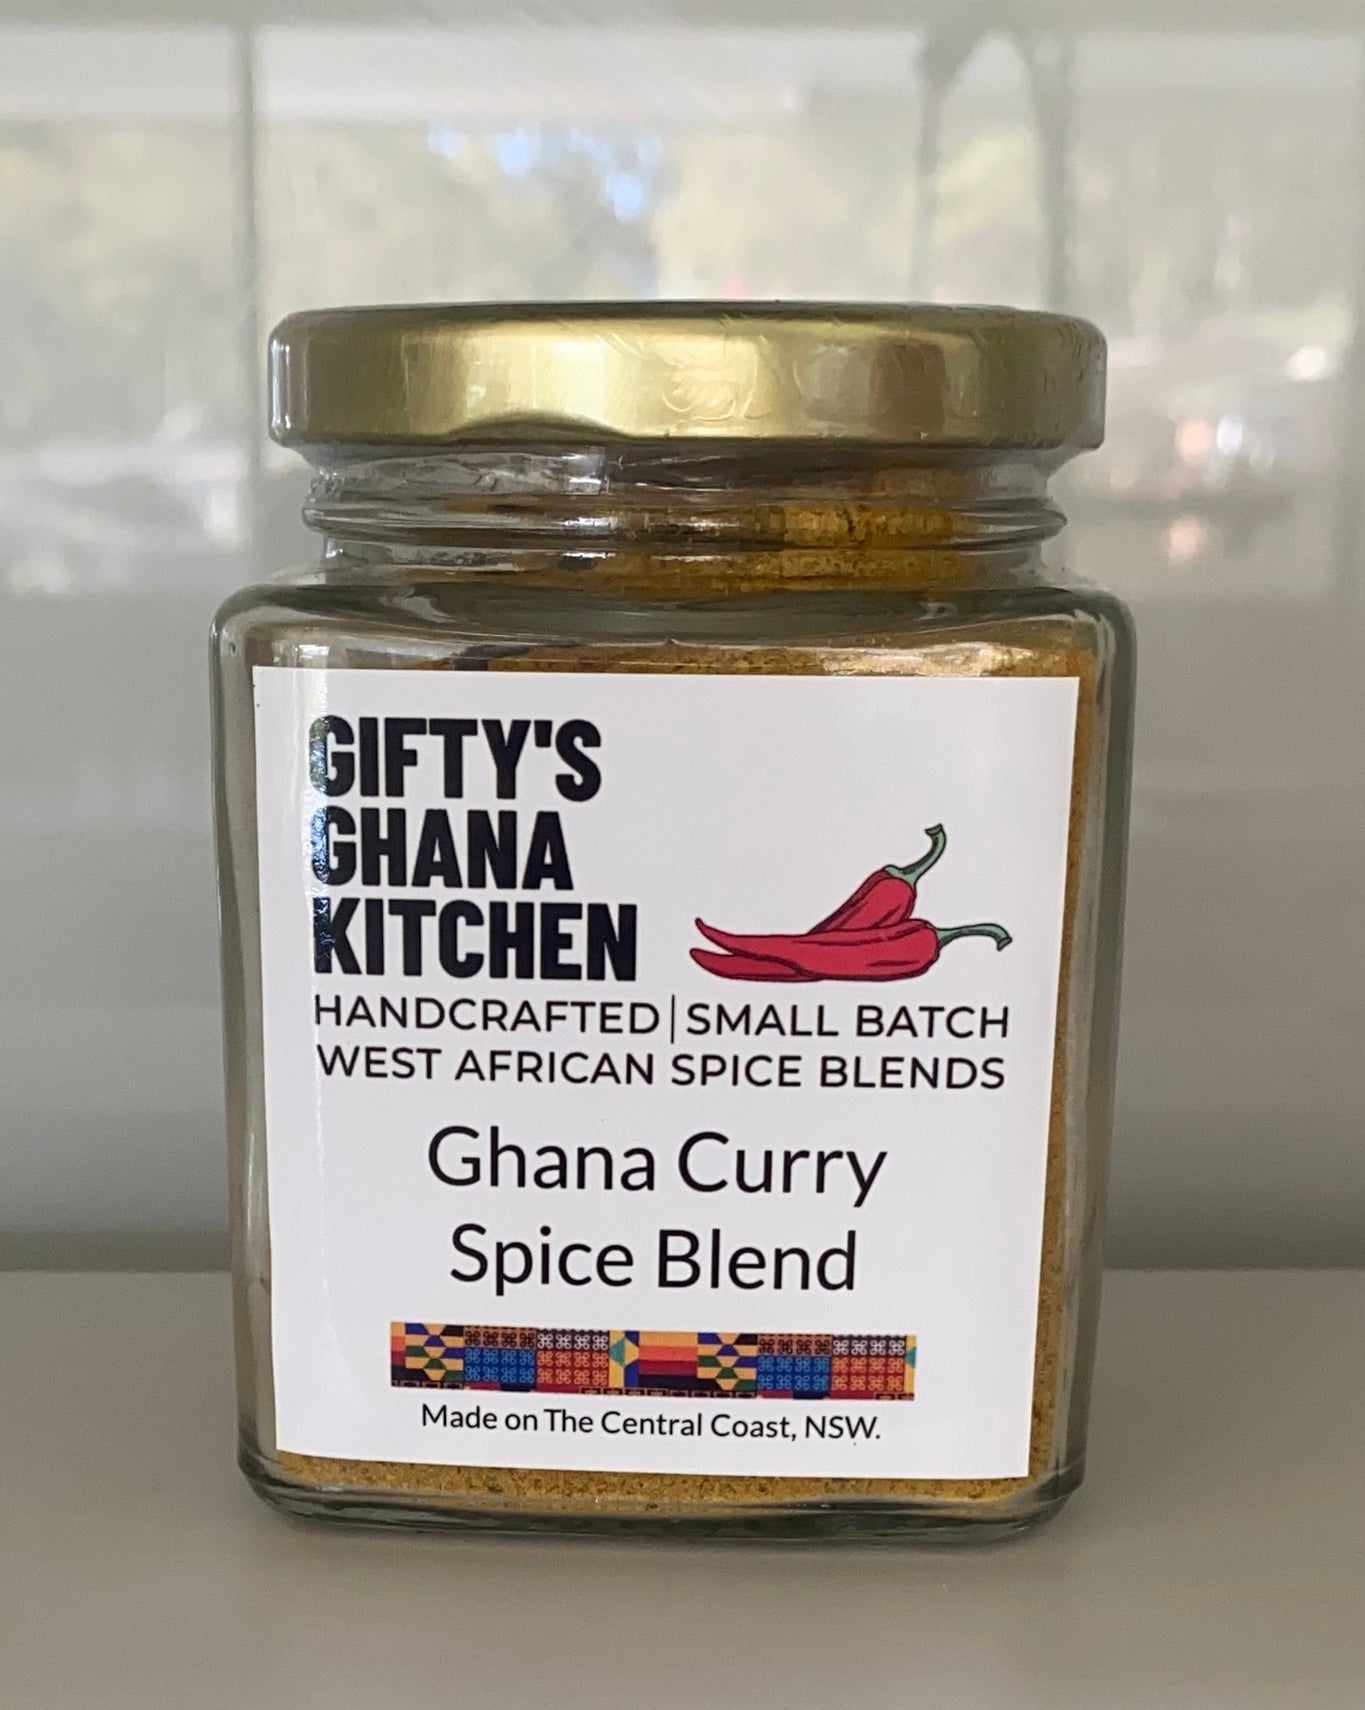 GIFTY'S
GHANA
KITCHEN
HANDCRAFTED|SMALL BATCH
WEST AFRICAN SPICE BLENDS
Ghana Curry
Spice Blend
Made on The Central Coast, NSW.